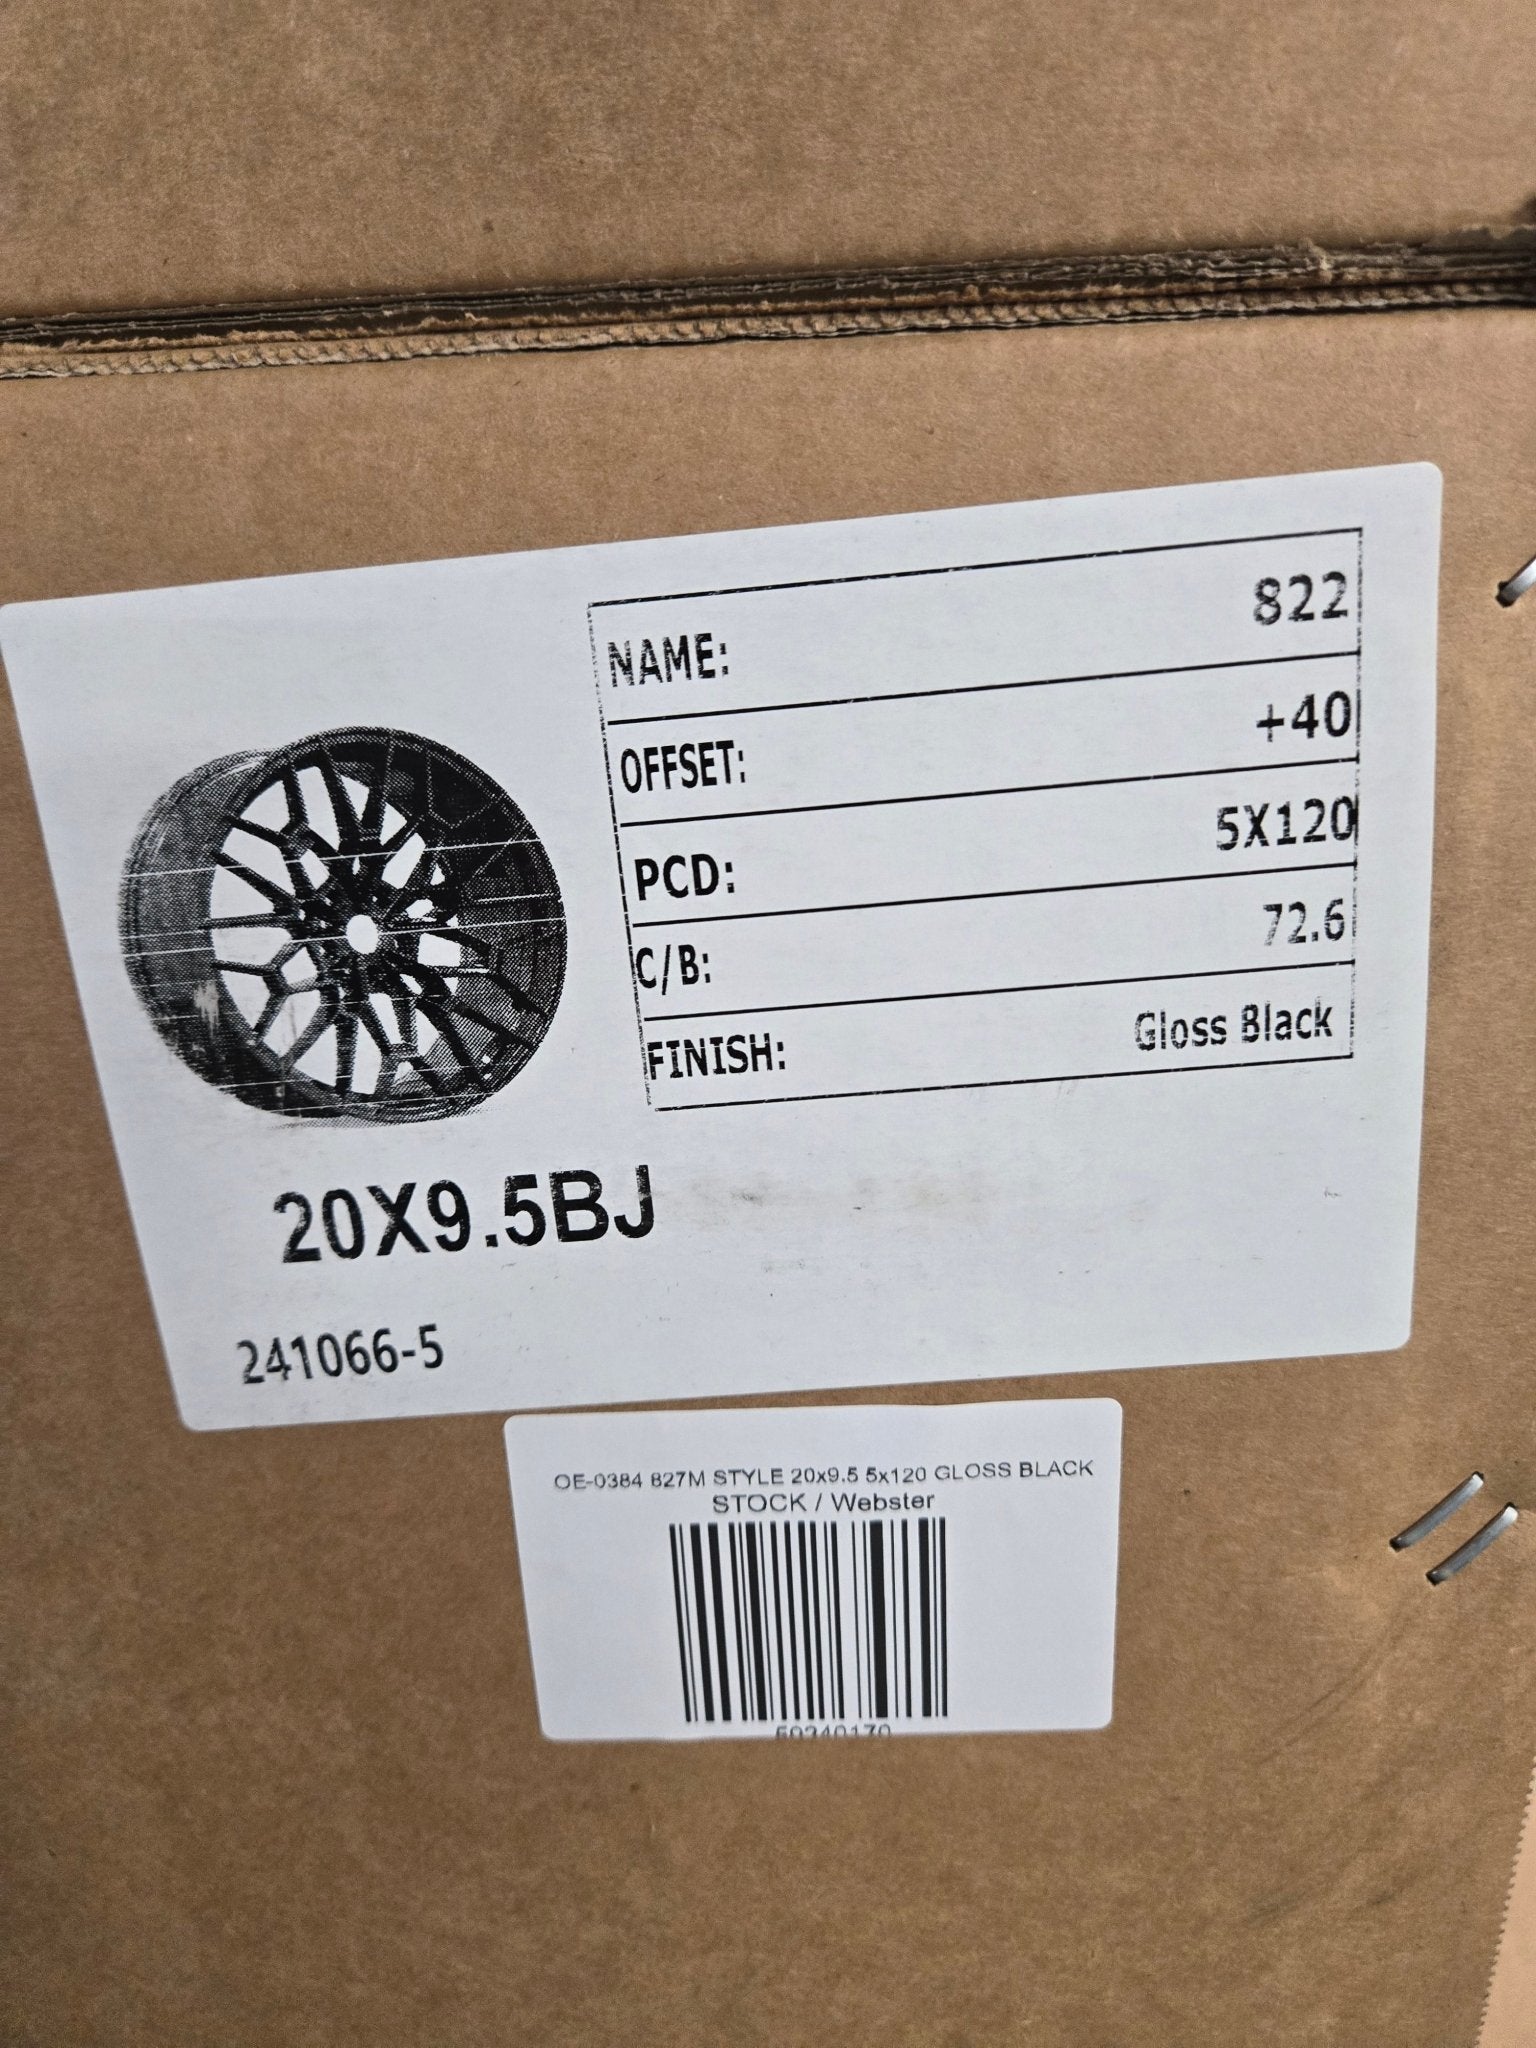 NAME: 822
OFFSET: +40
PCD: 5X120
C/B: 72.6
FINISH: Gloss Black
20X9.5BJ
241066-5
OE-0384 827M STYLE 20x9.5 5x120 GLOSS BLACK
STOCK / Webster